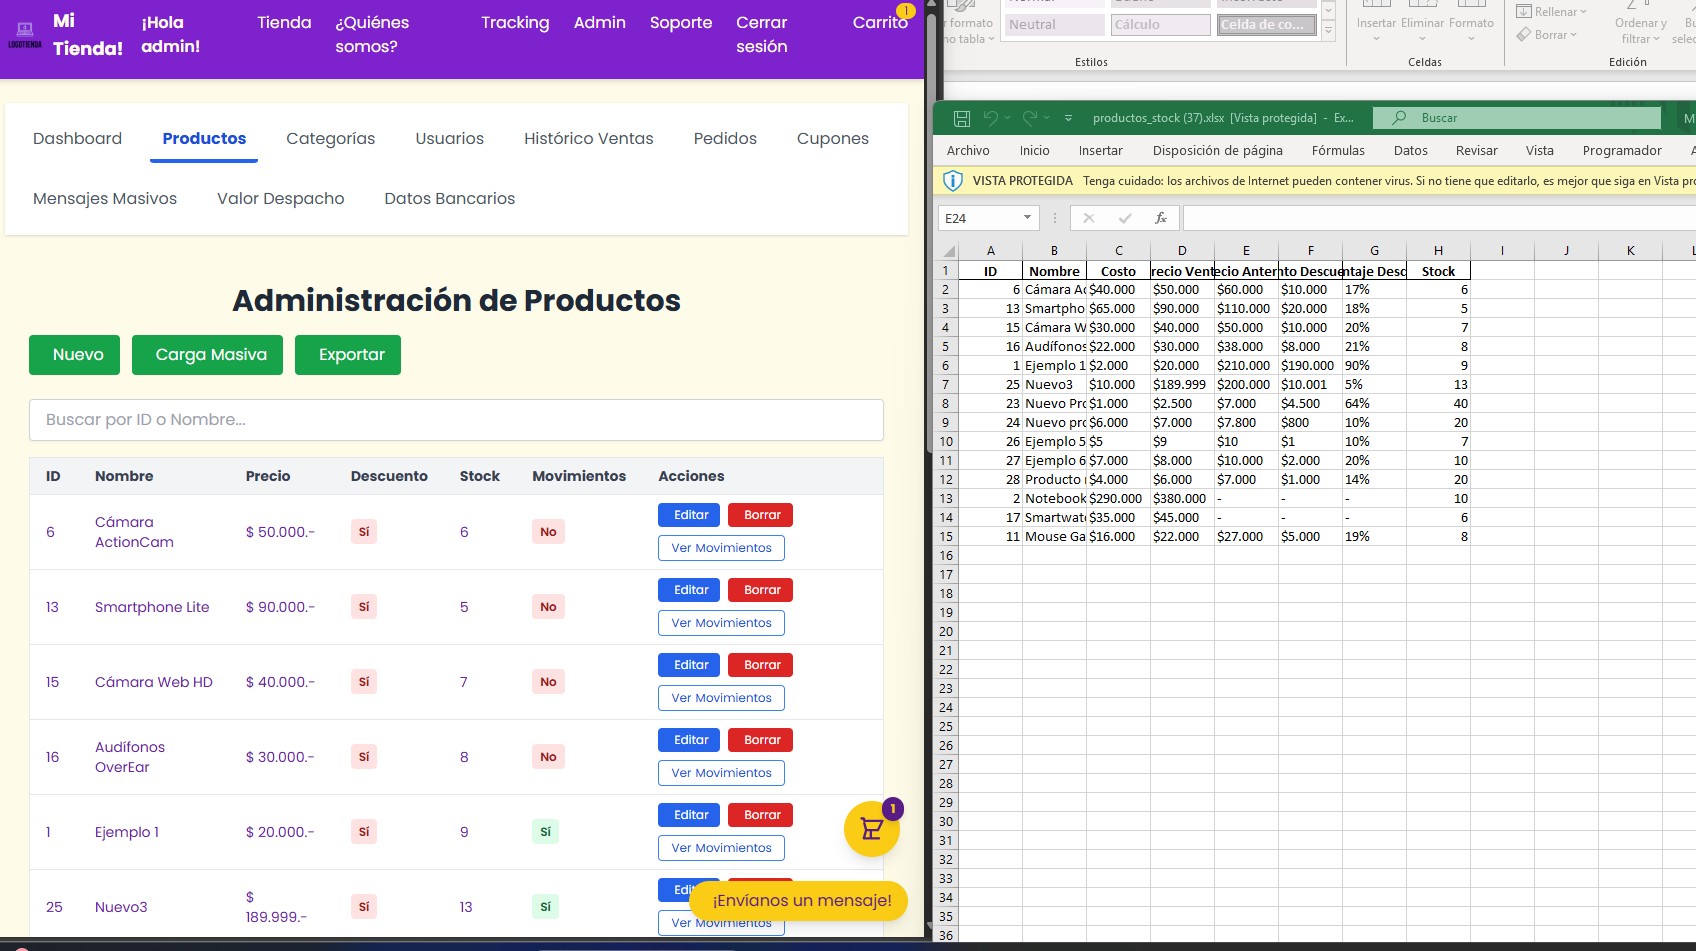 LOGOTIENDA
Mi Tienda!
¡Hola admin!
Tienda
¿Quiénes somos?
Tracking
Admin
Soporte
Cerrar sesión
Carrito
1
Dashboard
Productos
Categorías
Usuarios
Histórico Ventas
Pedidos
Cupones
Mensajes Masivos
Valor Despacho
Datos Bancarios
Administración de Productos
Nuevo
Carga Masiva
Exportar
Buscar por ID o Nombre...
ID Nombre Precio Descuento Stock Movimientos Acciones
6 Cámara ActionCam $ 50.000.- Sí 6 No Editar Borrar
Ver Movimientos
13 Smartphone Lite $ 90.000.- Sí 5 No Editar Borrar
Ver Movimientos
15 Cámara Web HD $ 40.000.- Sí 7 No Editar Borrar
Ver Movimientos
16 Audífonos OverEar $ 30.000.- Sí 8 No Editar Borrar
Ver Movimientos
1 Ejemplo 1 $ 20.000.- Sí 9 Sí Editar Borrar
Ver Movimientos
25 Nuevo3 $ 189.999.- Sí 13 Sí
Ver Movimientos
1
¡Envíanos un mensaje!
formato
no tabla
Neutral
Cálculo
Celda de co...
Estilos
Insertar Eliminar Formato
Celdas
Rellenar
Borrar
Ordenar y
filtrar
Edición
productos_stock (37).xlsx [Vista protegida] - Ex...
Buscar
Archivo Inicio Insertar Disposición de página Fórmulas Datos Revisar Vista Programador
VISTA PROTEGIDA Tenga cuidado: los archivos de Internet pueden contener virus. Si no tiene que editarlo, es mejor que siga en Vista pro
E24
fx
A B C D E F G H I J K L
1 ID Nombre Costo recio Vent ecio Anter nto Descue ntaje Desc Stock
2 6 Cámara Ac $40.000 $50.000 $60.000 $10.000 17% 6
3 13 Smartpho $65.000 $90.000 $110.000 $20.000 18% 5
4 15 Cámara W $30.000 $40.000 $50.000 $10.000 20% 7
5 16 Audífonos $22.000 $30.000 $38.000 $8.000 21% 8
6 1 Ejemplo 1 $2.000 $20.000 $210.000 $190.000 90% 9
7 25 Nuevo3 $10.000 $189.999 $200.000 $10.001 5% 13
8 23 Nuevo Pro $1.000 $2.500 $7.000 $4.500 64% 40
9 24 Nuevo pro $6.000 $7.000 $7.800 $800 10% 20
10 26 Ejemplo 5 $5 $9 $10 $1 10% 7
11 27 Ejemplo 6 $7.000 $8.000 $10.000 $2.000 20% 10
12 28 Producto $4.000 $6.000 $7.000 $1.000 14% 20
13 2 Notebook $290.000 $380.000 - - - 10
14 17 Smartwat $35.000 $45.000 - - - 6
15 11 Mouse Ga $16.000 $22.000 $27.000 $5.000 19% 8
16
17
18
19
20
21
22
23
24
25
26
27
28
29
30
31
32
33
34
35
36